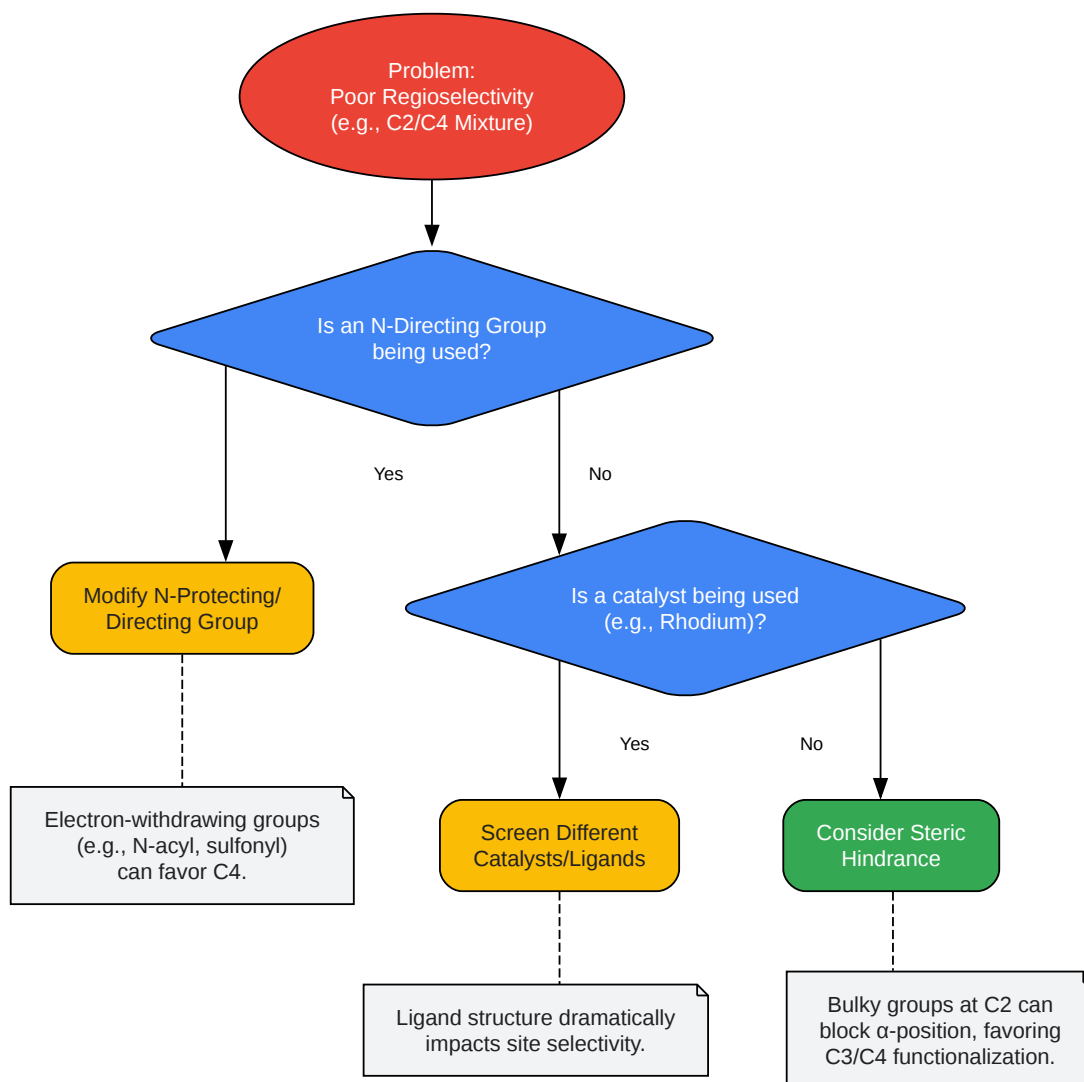 Problem:
Poor Regioselectivity
(e.g., C2/C4 Mixture)
Is an N-Directing Group
being used?
Yes
No
Modify N-Protecting/
Directing Group
Is a catalyst being used
(e.g., Rhodium)?
Yes
No
Electron-withdrawing groups
(e.g., N-acyl, sulfonyl)
can favor C4.
Screen Different
Catalysts/Ligands
Consider Steric
Hindrance
Ligand structure dramatically
impacts site selectivity.
Bulky groups at C2 can
block α-position, favoring
C3/C4 functionalization.